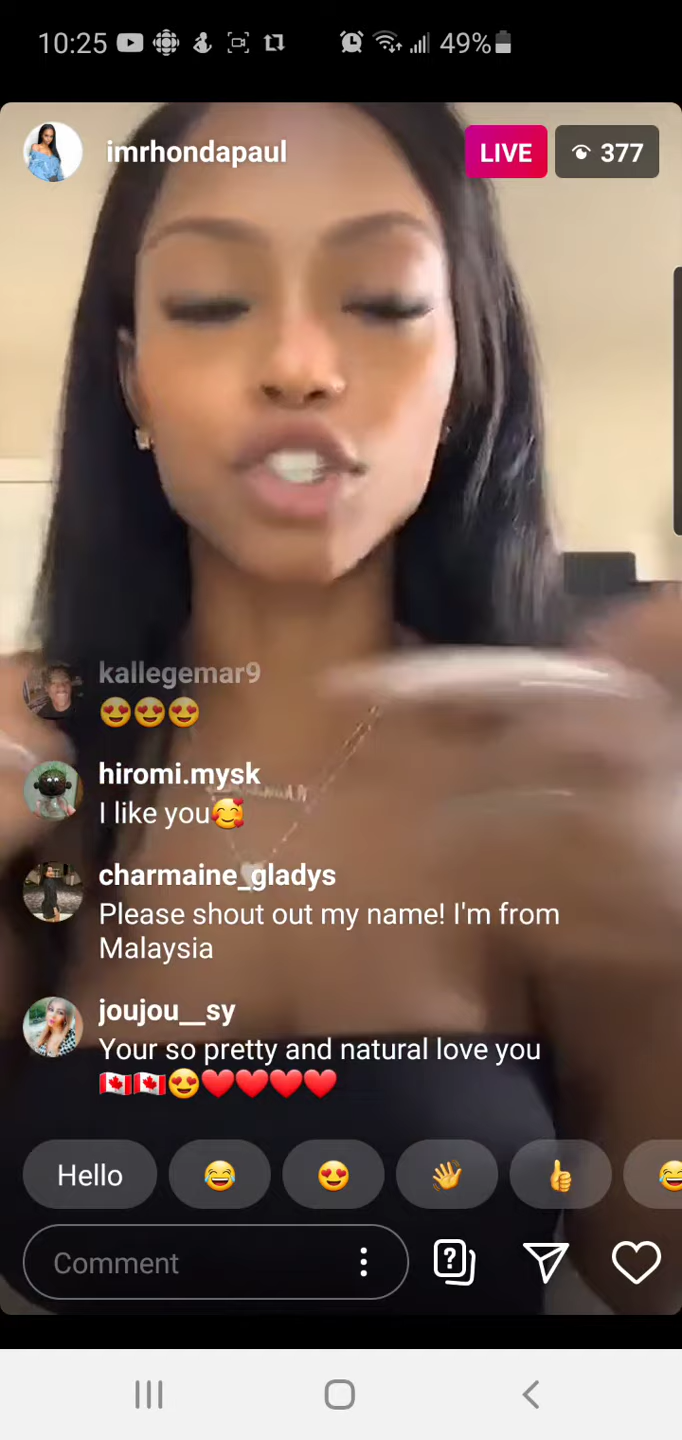 10:25 49%
imrhondapaul LIVE 377
kallegemar9
😍😍😍
hiromi.mysk
I like you🥰
charmaine_gladys
Please shout out my name! I'm from
Malaysia
joujou__sy
Your so pretty and natural love you
🇨🇦🇨🇦😍❤️❤️❤️❤️
Hello 😂 😍 👋 👍 😂
Comment